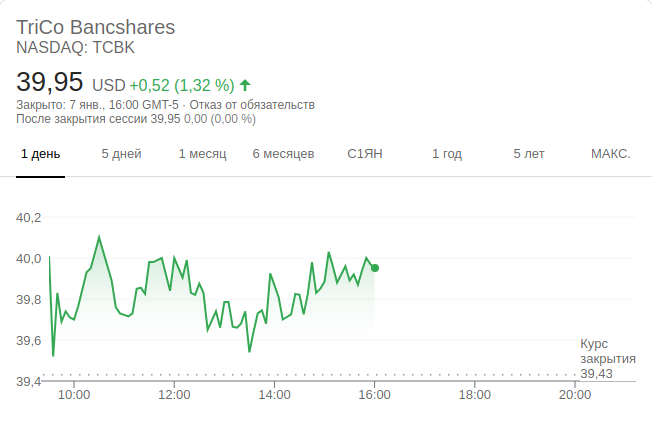 TriCo Bancshares
NASDAQ: TCBK
39,95 USD +0,52 (1,32 %)
Закрыто: 7 янв., 16:00 GMT-5 · Отказ от обязательств
После закрытия сессии 39,95 0,00 (0,00 %)
1 день 5 дней 1 месяц 6 месяцев С1ЯН 1 год 5 лет МАКС.
40,2
40,0
39,8
39,6
Курс
закрытия
39,43
39,4
10:00 12:00 14:00 16:00 18:00 20:00